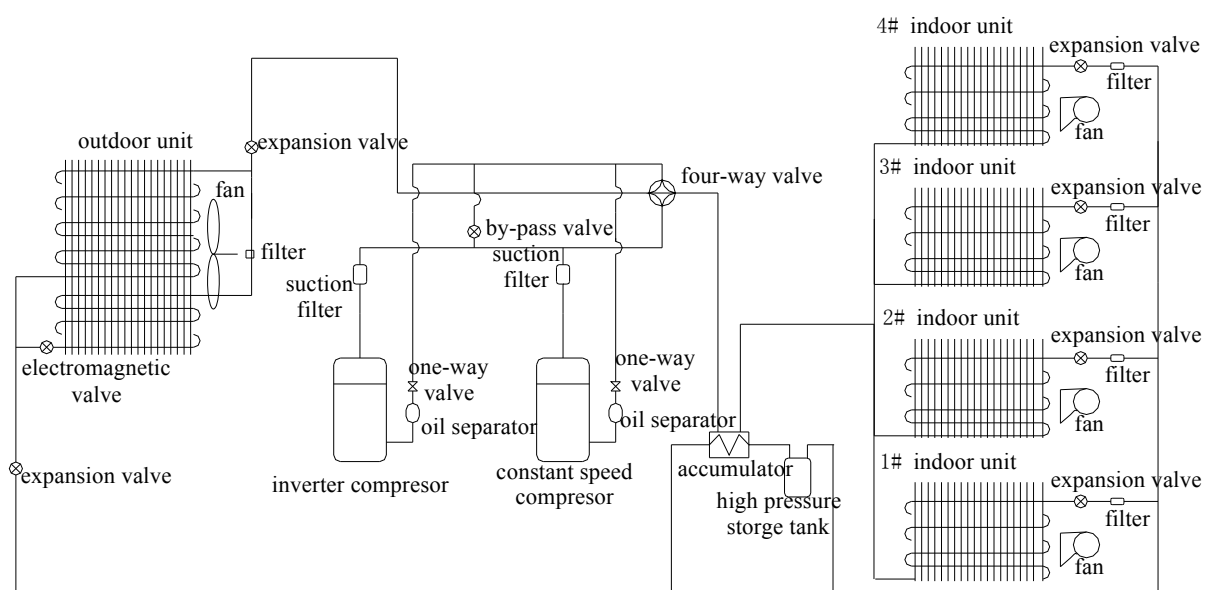 4# indoor unit
expansion valve
filter
fan
outdoor unit
expansion valve
fan
filter
four-way valve
by-pass valve
suction
filter
suction
filter
3# indoor unit
expansion valve
filter
fan
2# indoor unit
expansion valve
filter
fan
electromagnetic
valve
one-way
valve
oil separator
one-way
valve
oil separator
expansion valve
inverter compresor
constant speed
compresor
accumulator
high pressure
storge tank
1# indoor unit
expansion valve
filter
fan